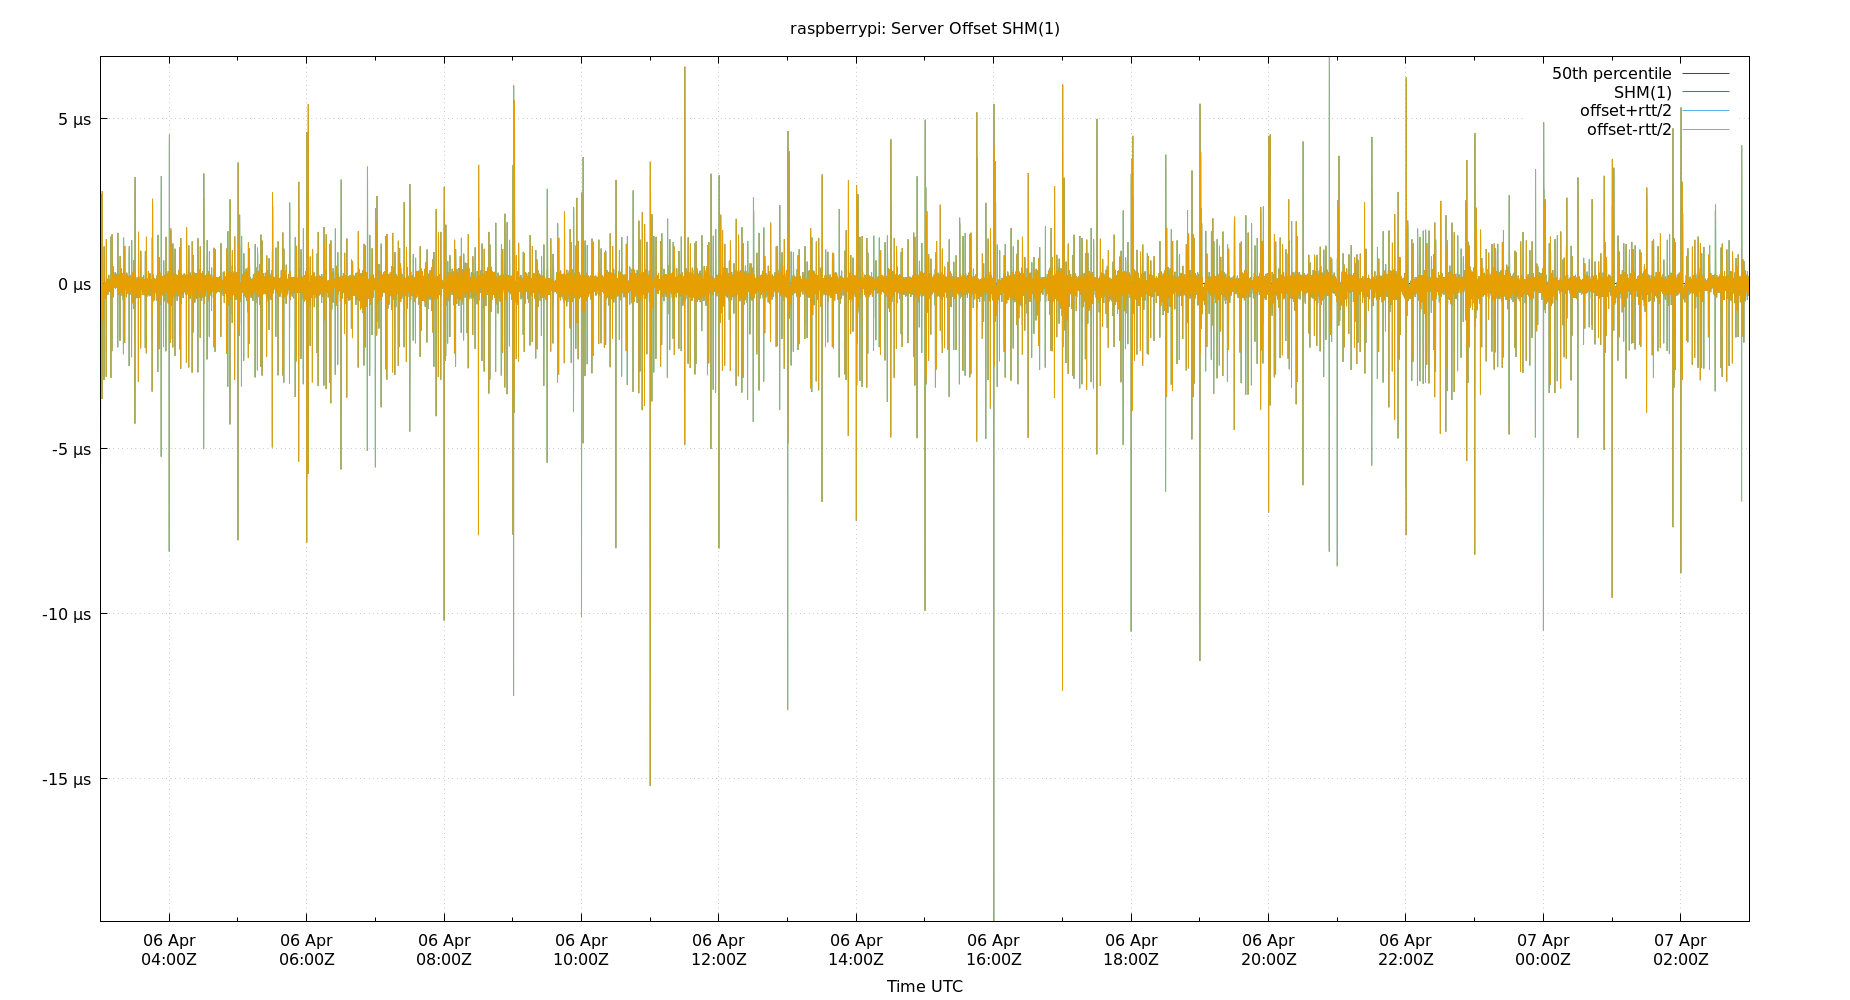 raspberrypi: Server Offset SHM(1)
50th percentile
SHM(1)
offset+rtt/2
offset-rtt/2
5 µs
0 µs
-5 µs
-10 µs
-15 µs
06 Apr 06 Apr 06 Apr 06 Apr 06 Apr 06 Apr 06 Apr 06 Apr 06 Apr 06 Apr 07 Apr 07 Apr
04:00Z 06:00Z 08:00Z 10:00Z 12:00Z 14:00Z 16:00Z 18:00Z 20:00Z 22:00Z 00:00Z 02:00Z
Time UTC